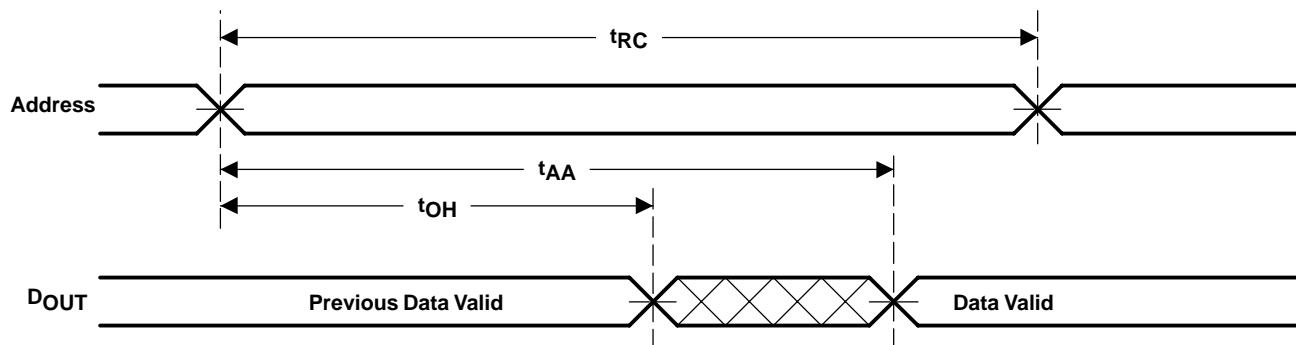 tRC
Address
tAA
tOH
DOUT
Previous Data Valid
Data Valid